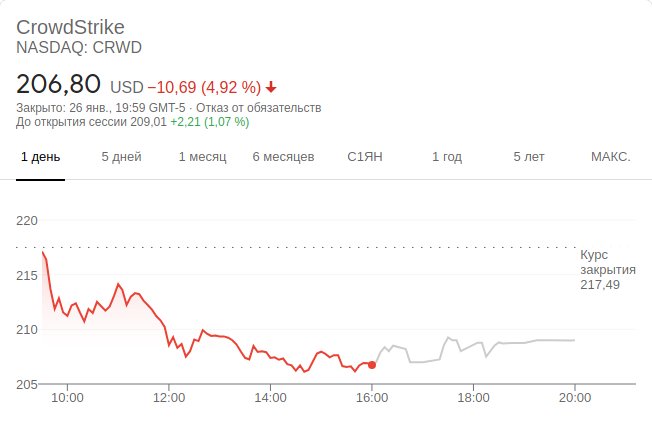 CrowdStrike
NASDAQ: CRWD
206,80 USD −10,69 (4,92 %)
Закрыто: 26 янв., 19:59 GMT-5 · Отказ от обязательств
До открытия сессии 209,01 +2,21 (1,07 %)
1 день 5 дней 1 месяц 6 месяцев С1ЯН 1 год 5 лет МАКС.
220
Курс
закрытия
217,49
215
210
205
10:00 12:00 14:00 16:00 18:00 20:00